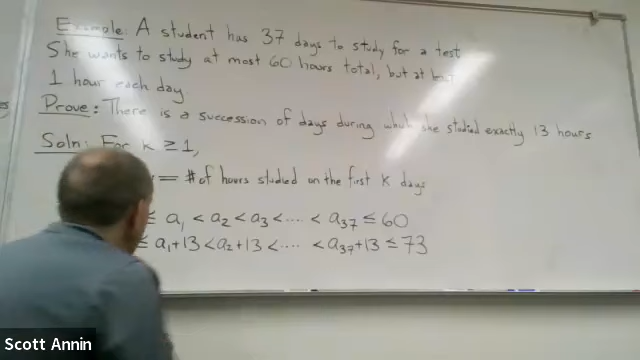 Example: A student has 37 days to study for a test
She wants to study at most 60 hours total, but at least
1 hour each day.
Prove: There is a succession of days during which she studied exactly 13 hours
Soln: For k ≥ 1,
= # of hours studied on the first k days
≤ a₁ < a₂ < a₃ < .... < a₃₇ ≤ 60
≤ a₁+13 < a₂+13 < .... < a₃₇+13 ≤ 73
Scott Annin